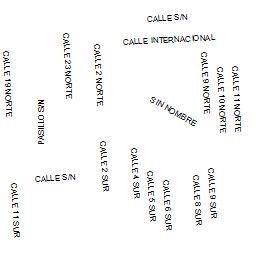 CALLE S/N
CALLE INTERNACIONAL
CALLE 19 NORTE
CALLE 23 NORTE
CALLE 2 NORTE
CALLE 9 NORTE
CALLE 10 NORTE
CALLE 11 NORTE
PASILLO S/N
SIN NOMBRE
CALLE S/N
CALLE 11 SUR
CALLE 2 SUR
CALLE 4 SUR
CALLE 5 SUR
CALLE 6 SUR
CALLE 8 SUR
CALLE 9 SUR